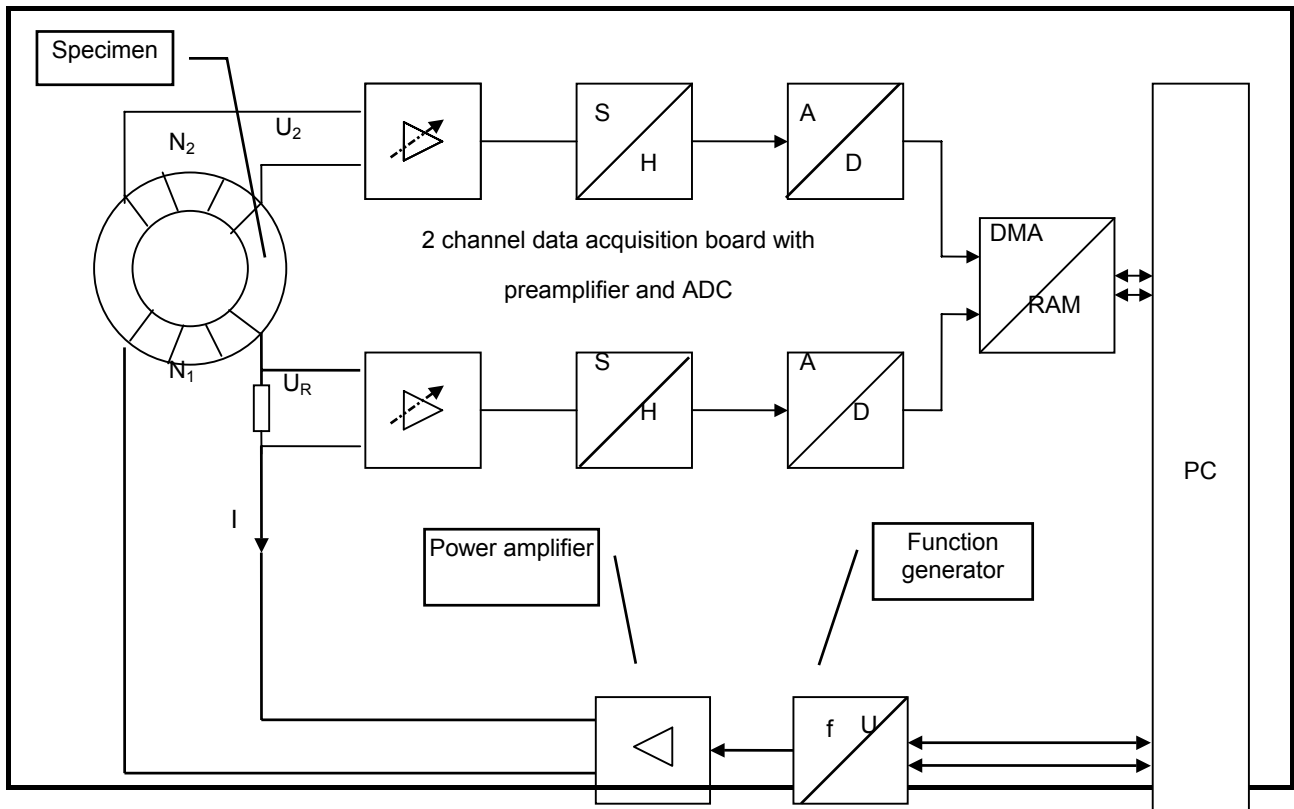 Specimen
U2
N2
S
H
A
D
2 channel data acquisition board with
preamplifier and ADC
DMA
RAM
N1
UR
S
H
A
D
PC
I
Power amplifier
Function
generator
f U